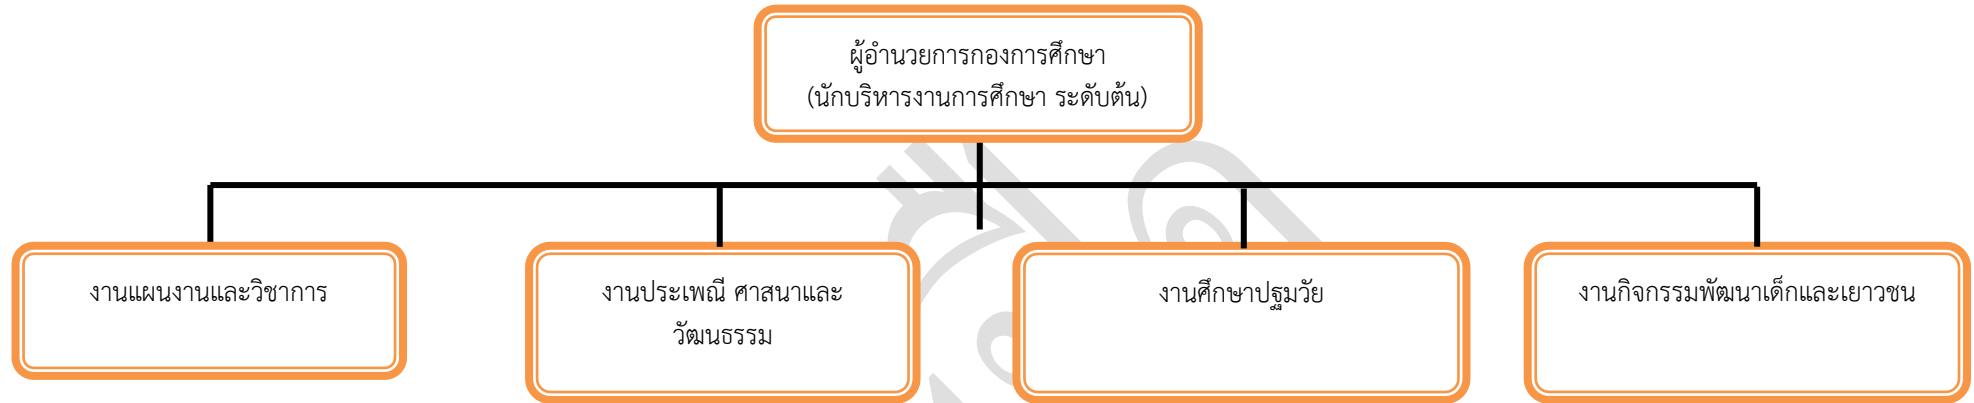 ผู้อำนวยการกองการศึกษา
(นักบริหารงานการศึกษา ระดับต้น)
งานแผนงานและวิชาการ
งานประเพณี ศาสนาและ
วัฒนธรรม
งานศึกษาปฐมวัย
งานกิจกรรมพัฒนาเด็กและเยาวชน